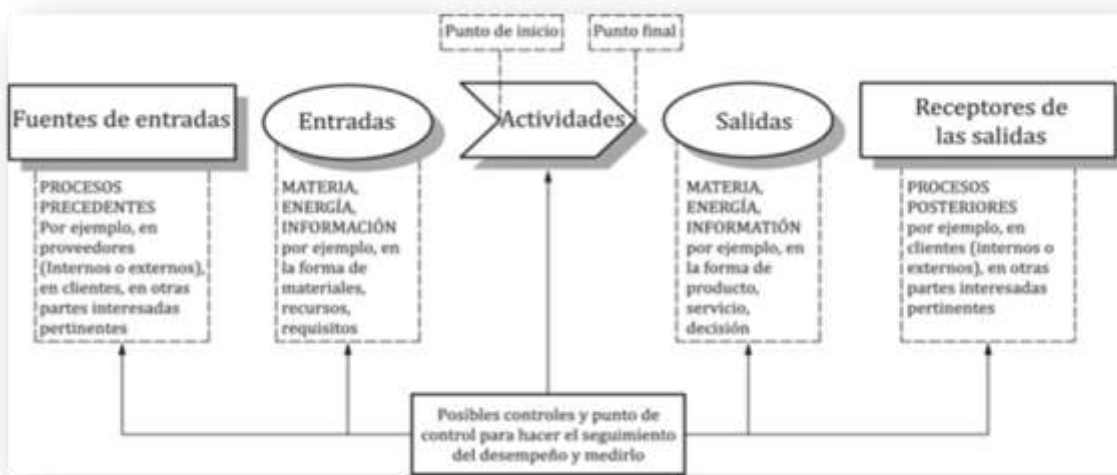 Punto de inicio
Punto final
Fuentes de entradas
Entradas
Actividades
Salidas
Receptores de
las salidas
PROCESOS
PRECEDENTES
Por ejemplo, en
proveedores
(Internos o externos),
en clientes, en otras
partes interesadas
pertinentes
MATERIA,
ENERGÍA,
INFORMACIÓN
por ejemplo, en
la forma de
materiales,
recursos,
requisitos
MATERIA,
ENERGÍA,
INFORMATIÓN
por ejemplo, en
la forma de
producto,
servicio,
decisión
PROCESOS
POSTERIORES
por ejemplo, en
clientes (internos o
externos), en otras
partes interesadas
pertinentes
Posibles controles y punto de
control para hacer el seguimiento
del desempeño y medirlo